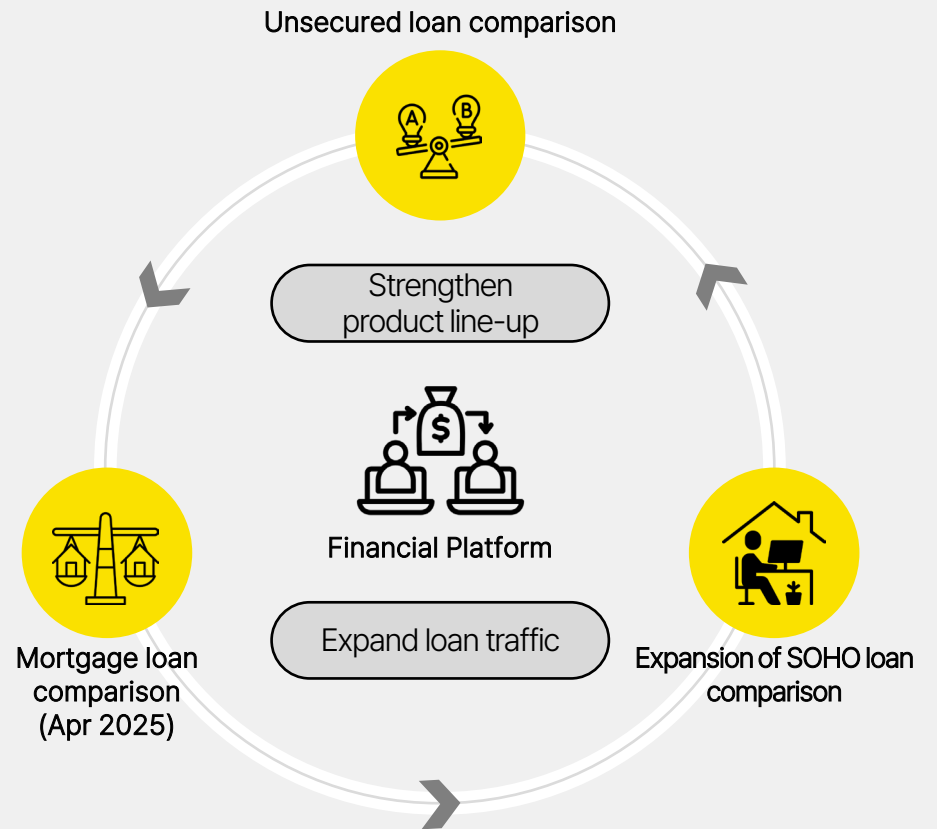 Unsecured loan comparison
A
B
Strengthen
product line-up
$
Financial Platform
Expand loan traffic
Mortgage loan
comparison
(Apr 2025)
Expansion of SOHO loan
comparison